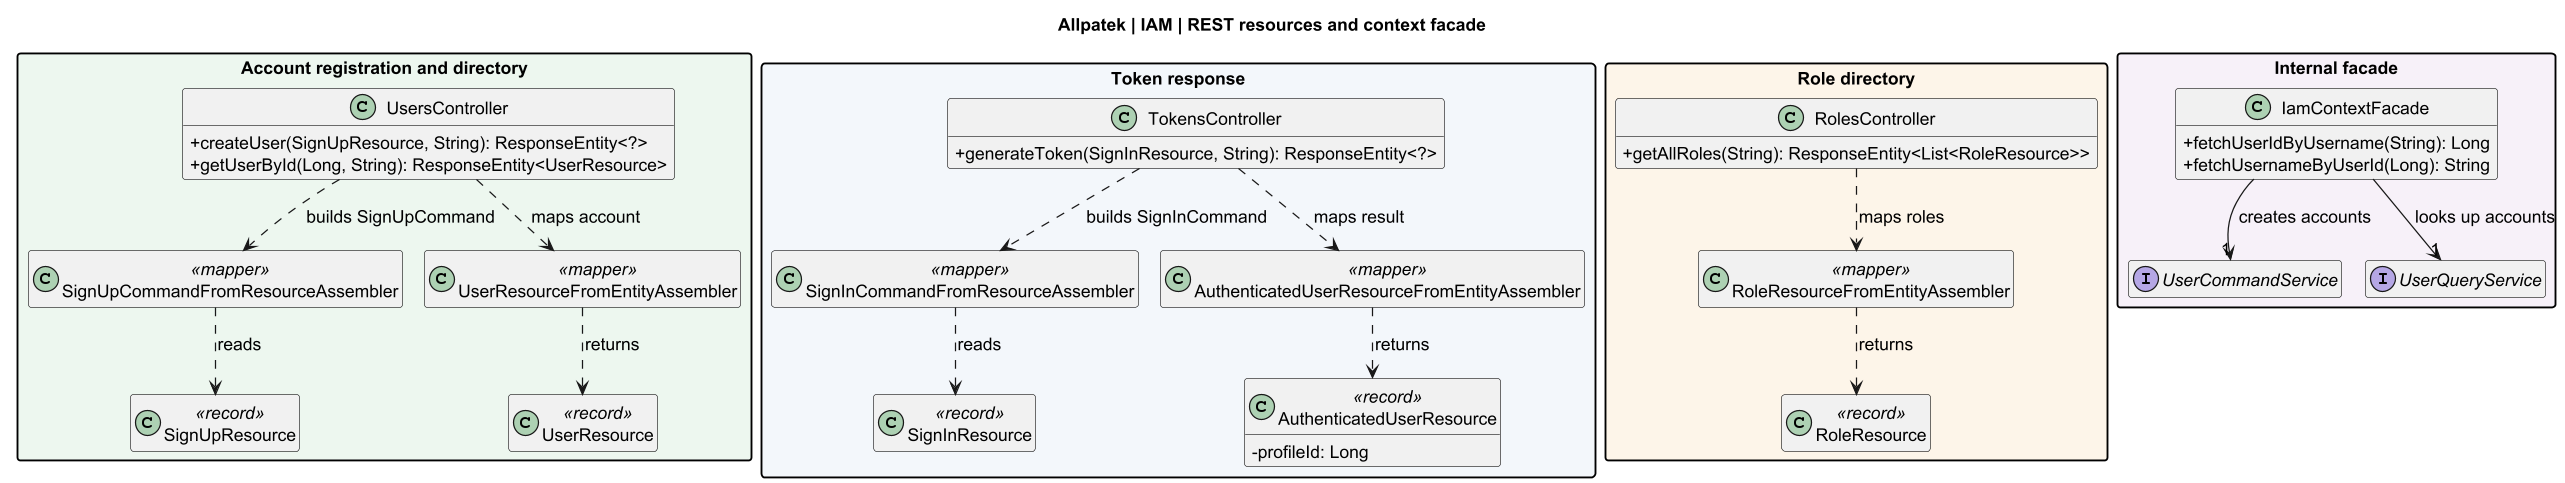 Allpatek | IAM | REST resources and context facade
Account registration and directory
C UsersController
+createUser(SignUpResource, String): ResponseEntity<?>
+getUserById(Long, String): ResponseEntity<UserResource>
builds SignUpCommand
maps account
C «mapper»
SignUpCommandFromResourceAssembler
C «mapper»
UserResourceFromEntityAssembler
reads
returns
C «record»
SignUpResource
C «record»
UserResource
Token response
C TokensController
+generateToken(SignInResource, String): ResponseEntity<?>
builds SignInCommand
maps result
C «mapper»
SignInCommandFromResourceAssembler
C «mapper»
AuthenticatedUserResourceFromEntityAssembler
reads
returns
C «record»
SignInResource
C «record»
AuthenticatedUserResource
-profileId: Long
Role directory
C RolesController
+getAllRoles(String): ResponseEntity<List<RoleResource>>
maps roles
C «mapper»
RoleResourceFromEntityAssembler
returns
C «record»
RoleResource
Internal facade
C IamContextFacade
+fetchUserIdByUsername(String): Long
+fetchUsernameByUserId(Long): String
creates accounts
looks up accounts
1
1
I UserCommandService
I UserQueryService